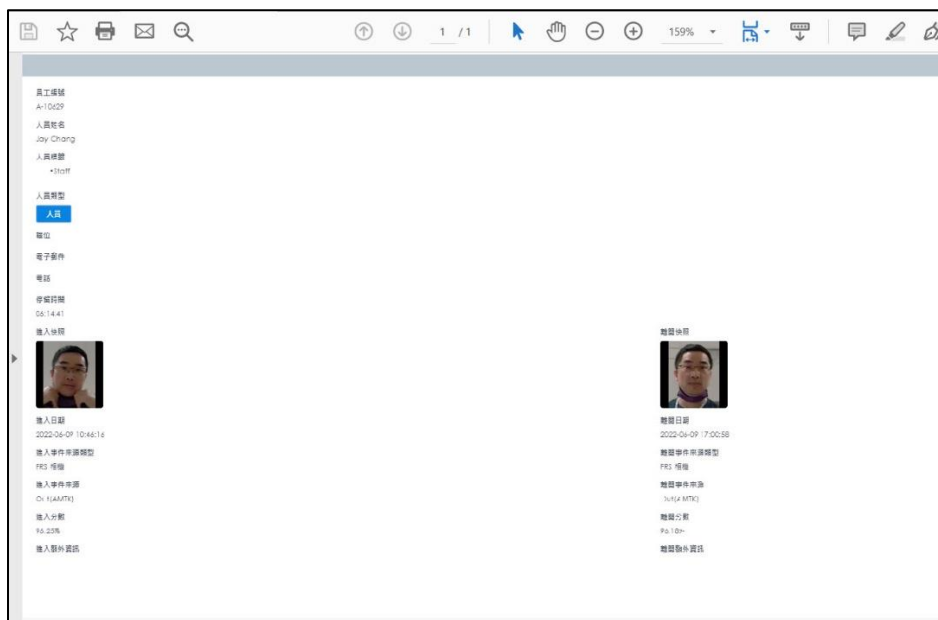 1 / 1
159%
員工編號
A-10629
人員姓名
Jay Chang
人員標籤
•Staff
人員類型
人員
職位
電子郵件
電話
停留時間
06:14:41
進入快照
離開快照
進入日期
離開日期
2022-06-09 10:46:16
2022-06-09 17:00:58
進入事件來源類型
離開事件來源類型
FRS 相機
FRS 相機
進入事件來源
離開事件來源
進入分數
離開分數
進入額外資訊
離開額外資訊